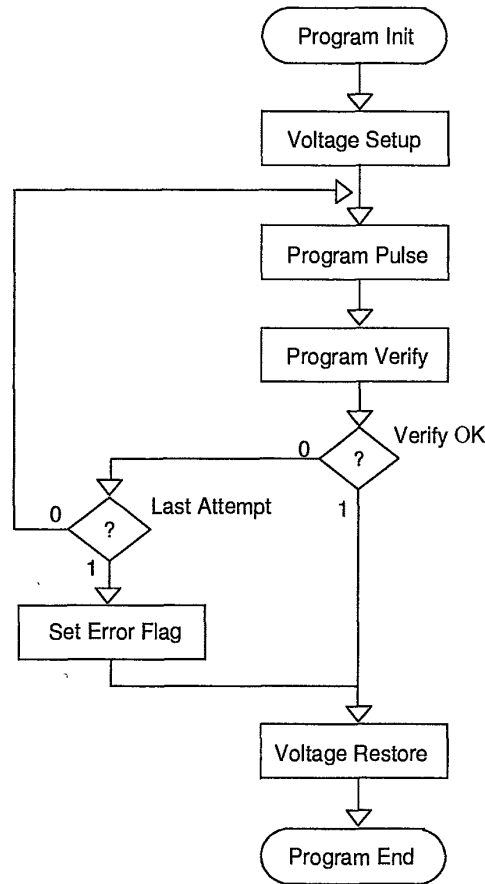 Program Init
Voltage Setup
Program Pulse
Program Verify
Verify OK
?
0
1
Last Attempt
?
0
1
Set Error Flag
Voltage Restore
Program End